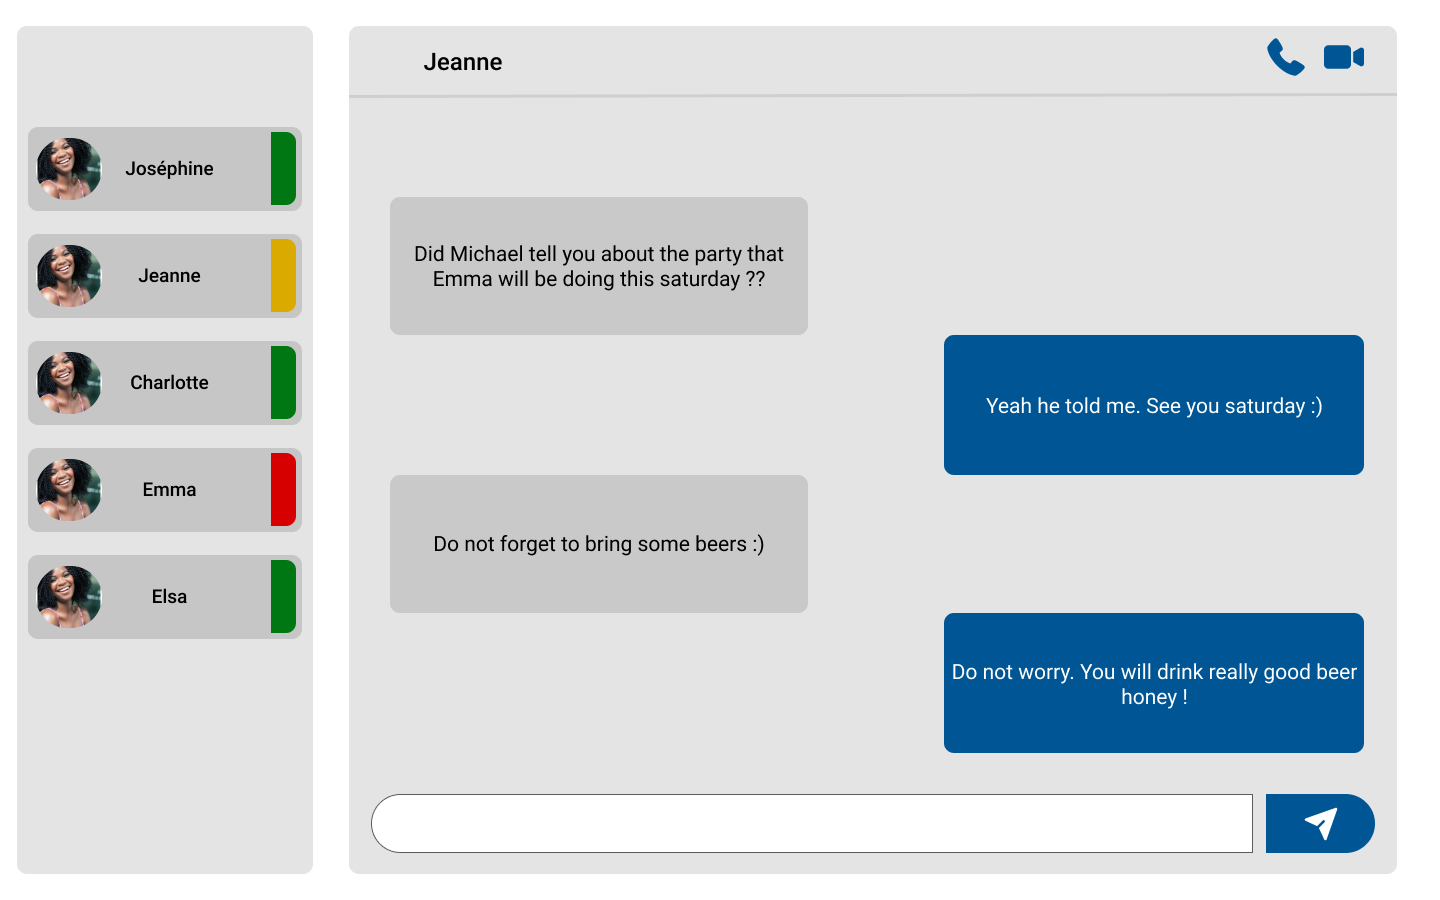 Joséphine
Jeanne
Charlotte
Emma
Elsa
Jeanne
Did Michael tell you about the party that
Emma will be doing this saturday ??
Yeah he told me. See you saturday :)
Do not forget to bring some beers :)
Do not worry. You will drink really good beer
honey !